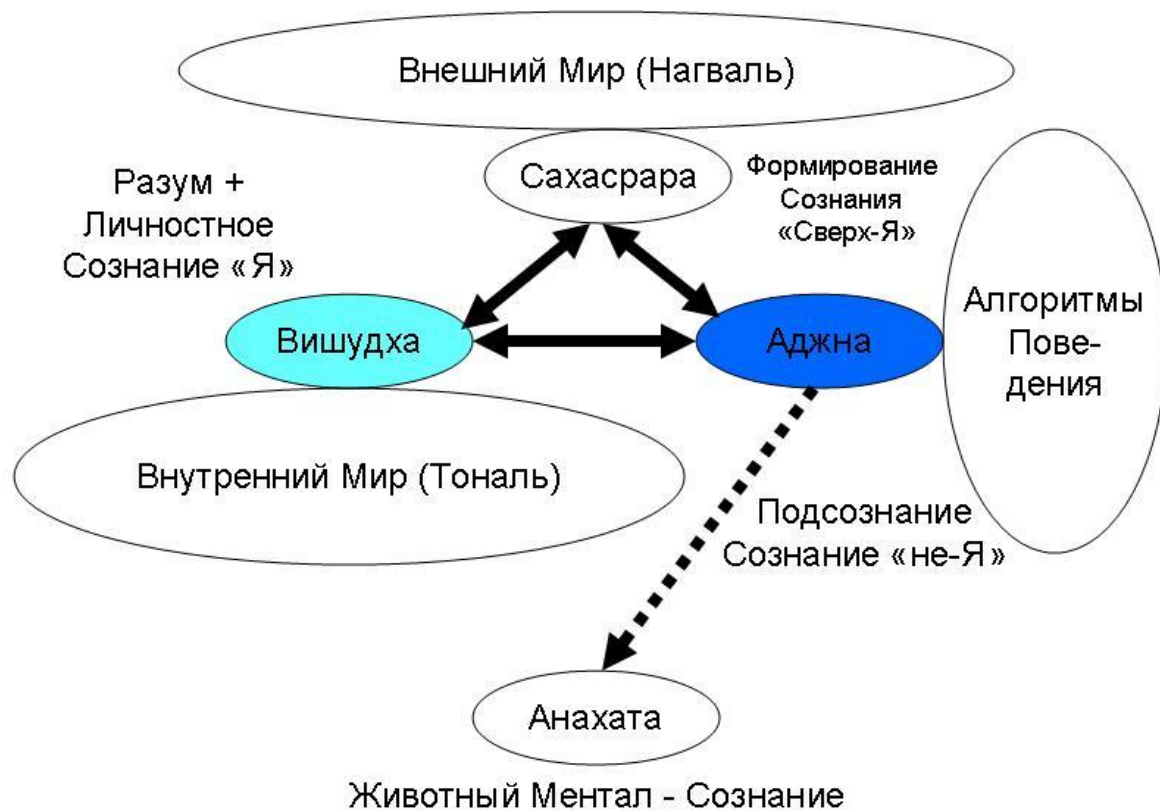 Внешний Мир (Нагваль)
Сахасрара
Формирование
Сознания
«Сверх-Я»
Разум +
Личностное
Сознание «Я»
Вишудха
Аджна
Алгоритмы
Пове-
дения
Внутренний Мир (Тональ)
Подсознание
Сознание «не-Я»
Анахата
Животный Ментал - Сознание